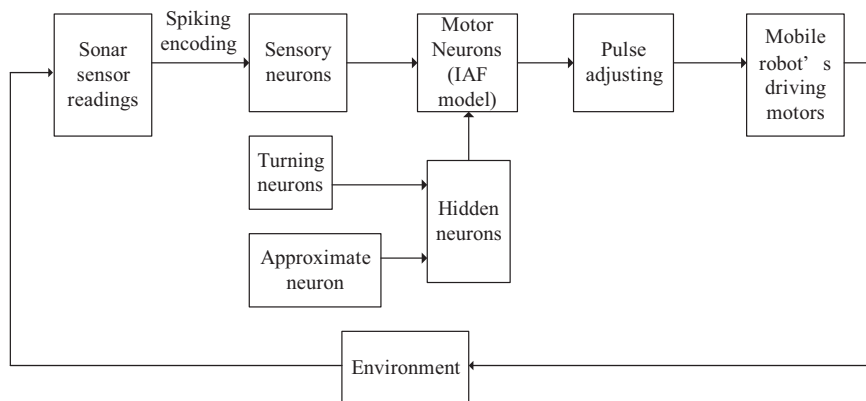 Sonar
sensor
readings
Spiking
encoding
Sensory
neurons
Motor
Neurons
(IAF
model)
Pulse
adjusting
Mobile
robot’ s
driving
motors
Turning
neurons
Hidden
neurons
Approximate
neuron
Environment